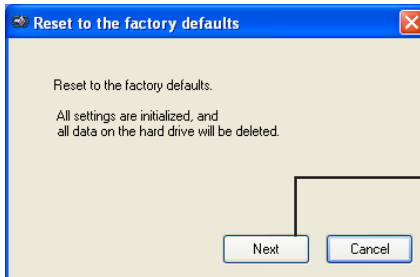 Reset to the factory defaults
Reset to the factory defaults.
All settings are initialized, and
all data on the hard drive will be deleted.
Next
Cancel